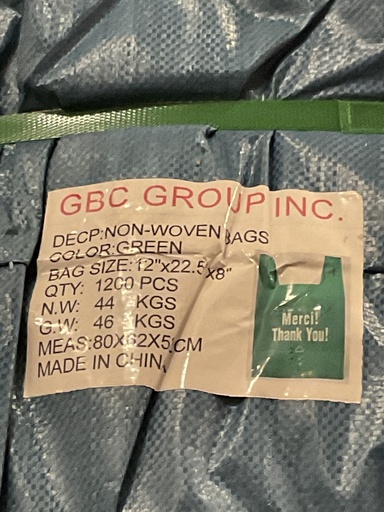 GBC GROUP INC.
DECP:NON-WOVEN BAGS
COLOR:GREEN
BAG SIZE:12"x22.5"x8"
QTY: 1200 PCS
N.W: 44 KGS
G.W: 46 KGS
MEAS:80X62X5 CM
MADE IN CHIN
Merci!
Thank You!